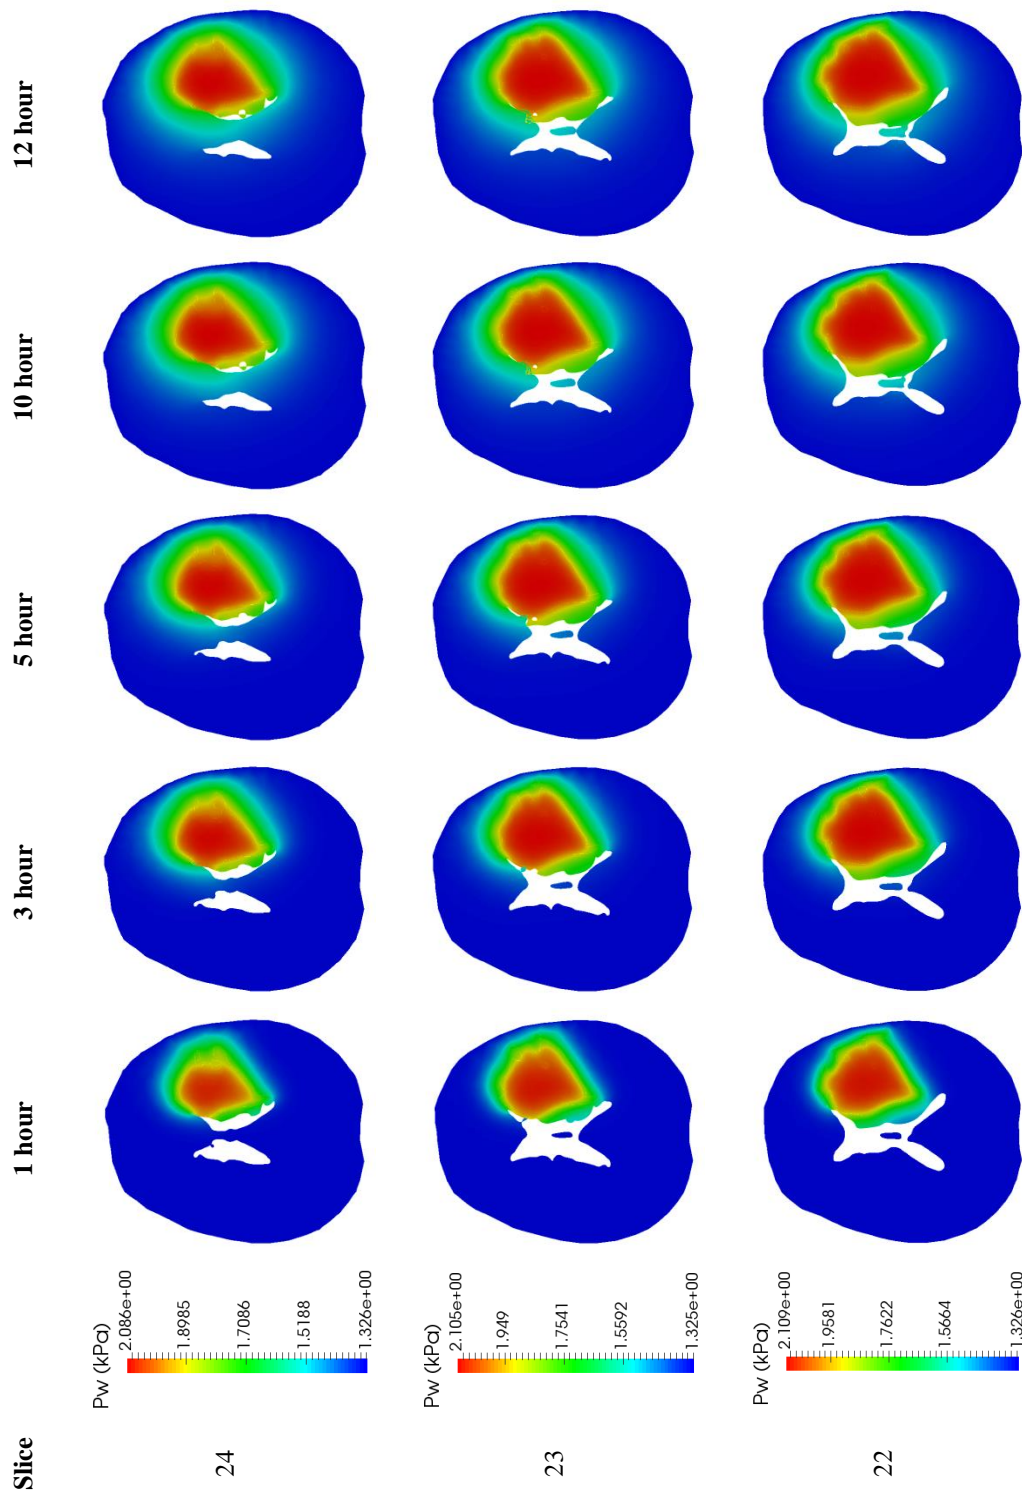 Slice
1 hour
3 hour
5 hour
10 hour
12 hour
24
Pw (kPa)
2.086e+00
1.8985
1.7086
1.5188
1.326e+00
23
Pw (kPa)
2.105e+00
1.949
1.7541
1.5592
1.325e+00
22
Pw (kPa)
2.109e+00
1.9581
1.7622
1.5664
1.326e+00